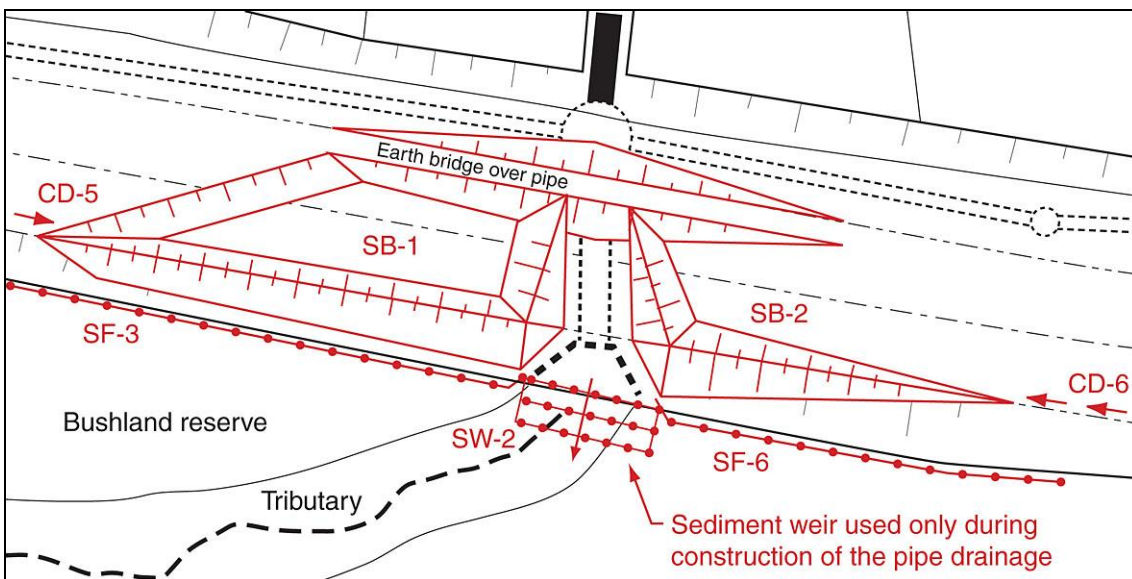 Earth bridge over pipe
CD-5
SB-1
SB-2
SF-3
CD-6
Bushland reserve
SW-2
SF-6
Tributary
Sediment weir used only during
construction of the pipe drainage